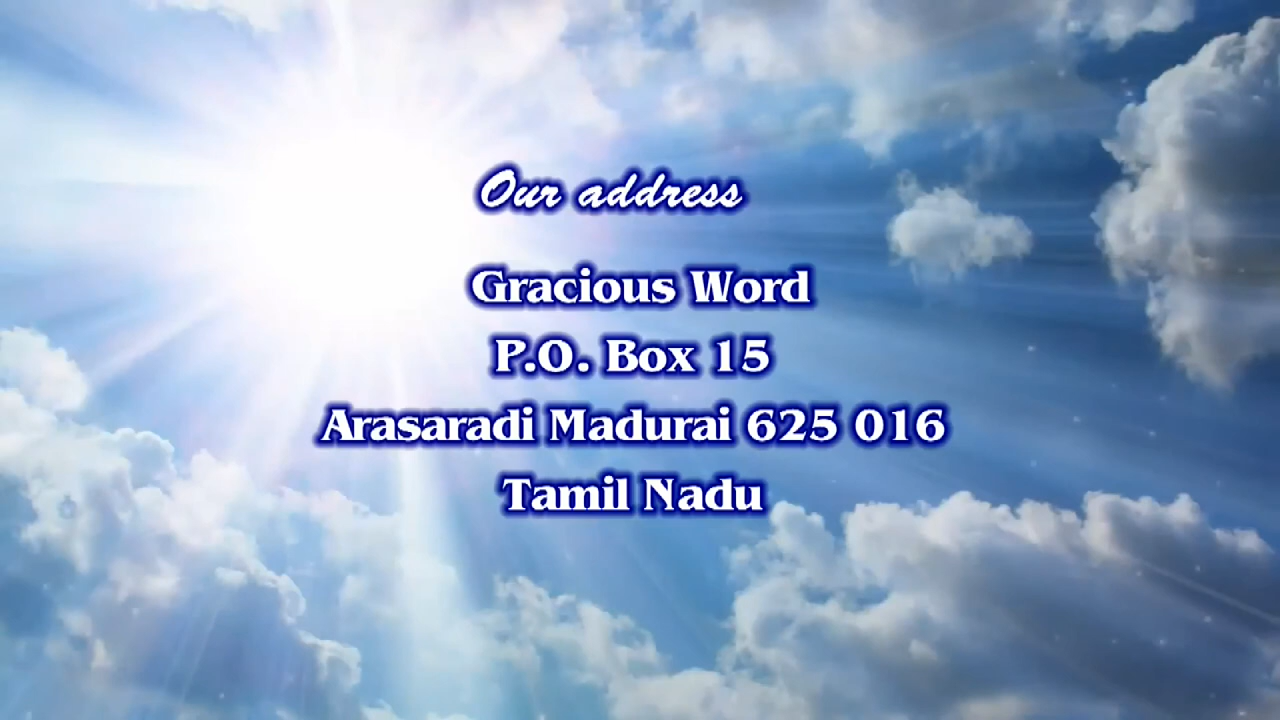 Our address
Gracious Word
P.O. Box 15
Arasaradi Madurai 625 016
Tamil Nadu